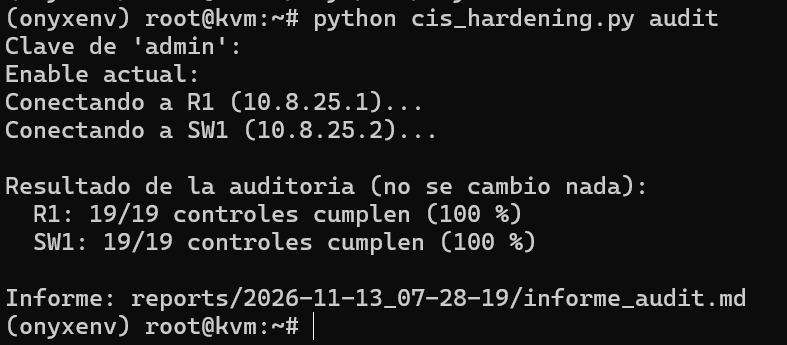 (onyxenv) root@kvm:~# python cis_hardening.py audit
Clave de 'admin':
Enable actual:
Conectando a R1 (10.8.25.1)...
Conectando a SW1 (10.8.25.2)...
Resultado de la auditoria (no se cambio nada):
  R1: 19/19 controles cumplen (100 %)
  SW1: 19/19 controles cumplen (100 %)
Informe: reports/2026-11-13_07-28-19/informe_audit.md
(onyxenv) root@kvm:~#